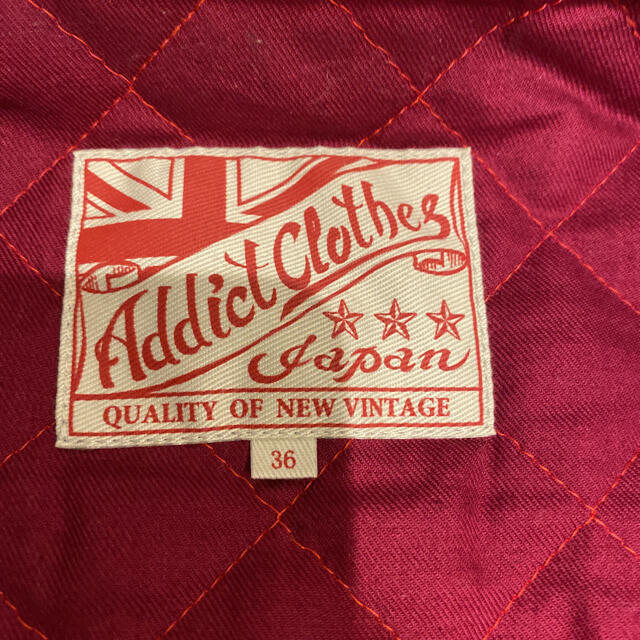 Addict Clothes
Japan
QUALITY OF NEW VINTAGE
36